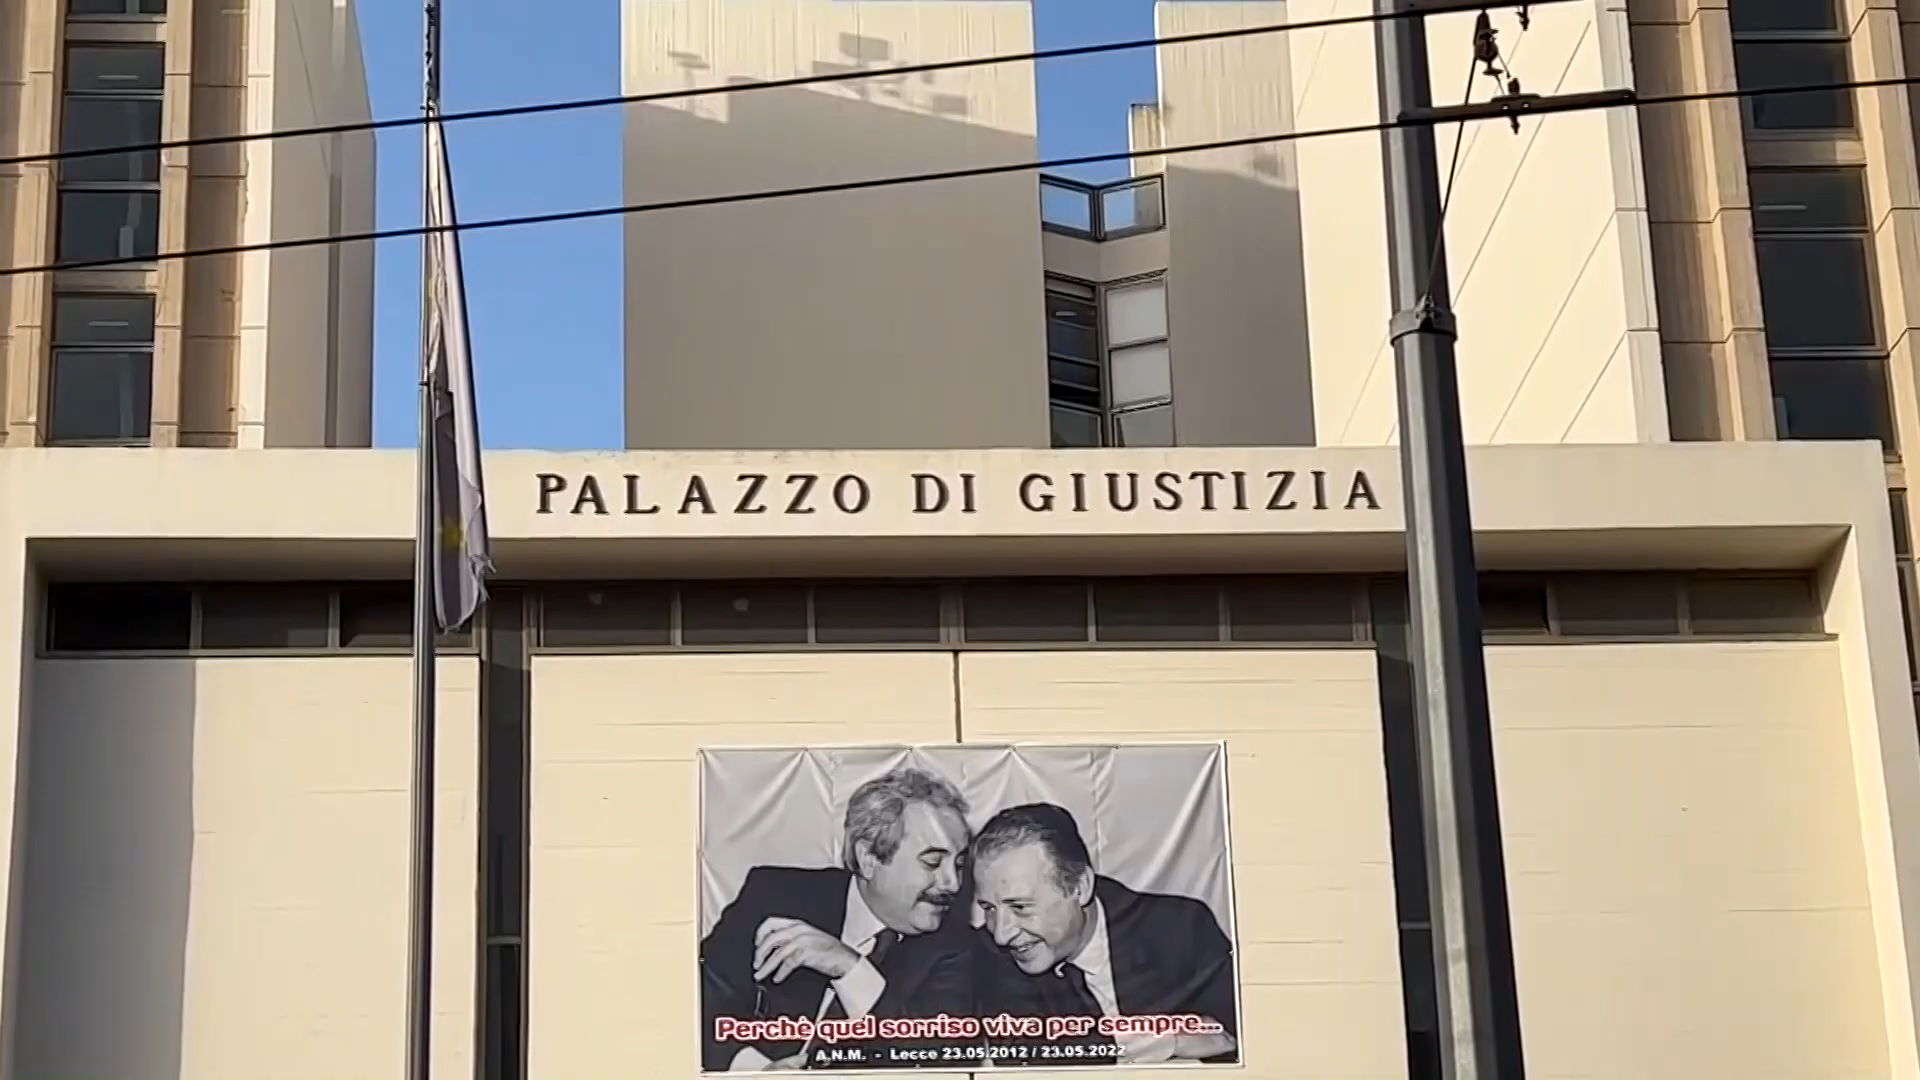 PALAZZO DI GIUSTIZIA
Perchè quel sorriso viva per sempre...
A.N.M. - Lecce 23.05.2012 / 23.05.2022